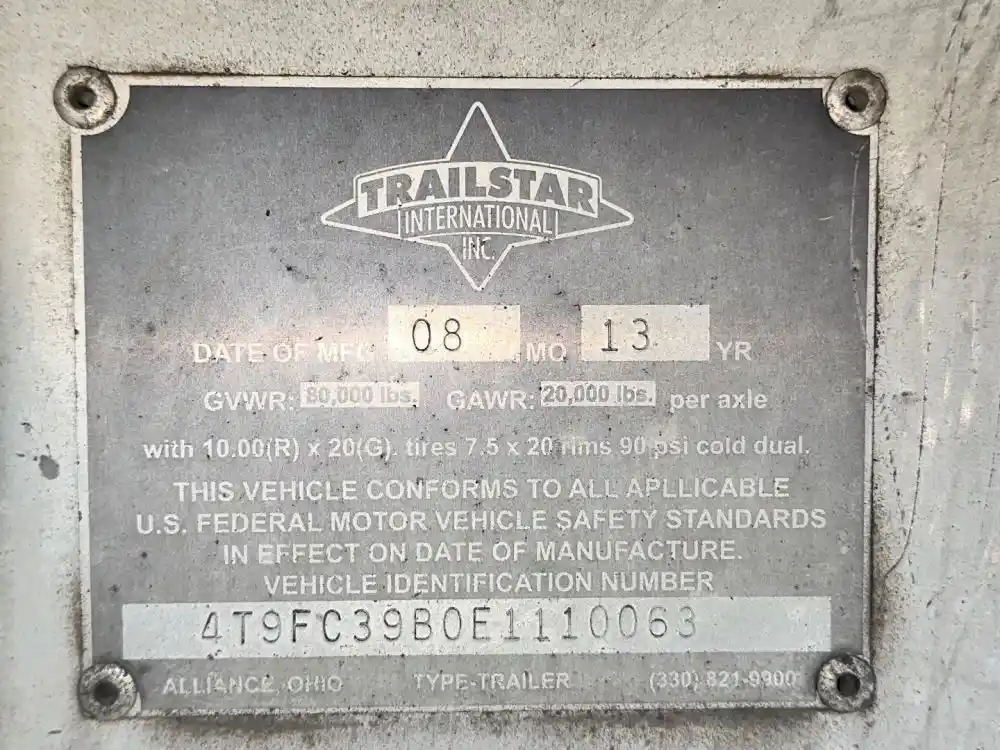 TRAILSTAR
INTERNATIONAL
INC.
DATE OF MFG 08 MO 13 YR
GVWR: 80,000 lbs. GAWR: 20,000 lbs. per axle
with 10.00(R) x 20(G). tires 7.5 x 20 rims 90 psi cold dual.
THIS VEHICLE CONFORMS TO ALL APLLICABLE
U.S. FEDERAL MOTOR VEHICLE SAFETY STANDARDS
IN EFFECT ON DATE OF MANUFACTURE.
VEHICLE IDENTIFICATION NUMBER
4T9FC39B0E1110063
ALLIANCE, OHIO TYPE-TRAILER (330) 821-9900